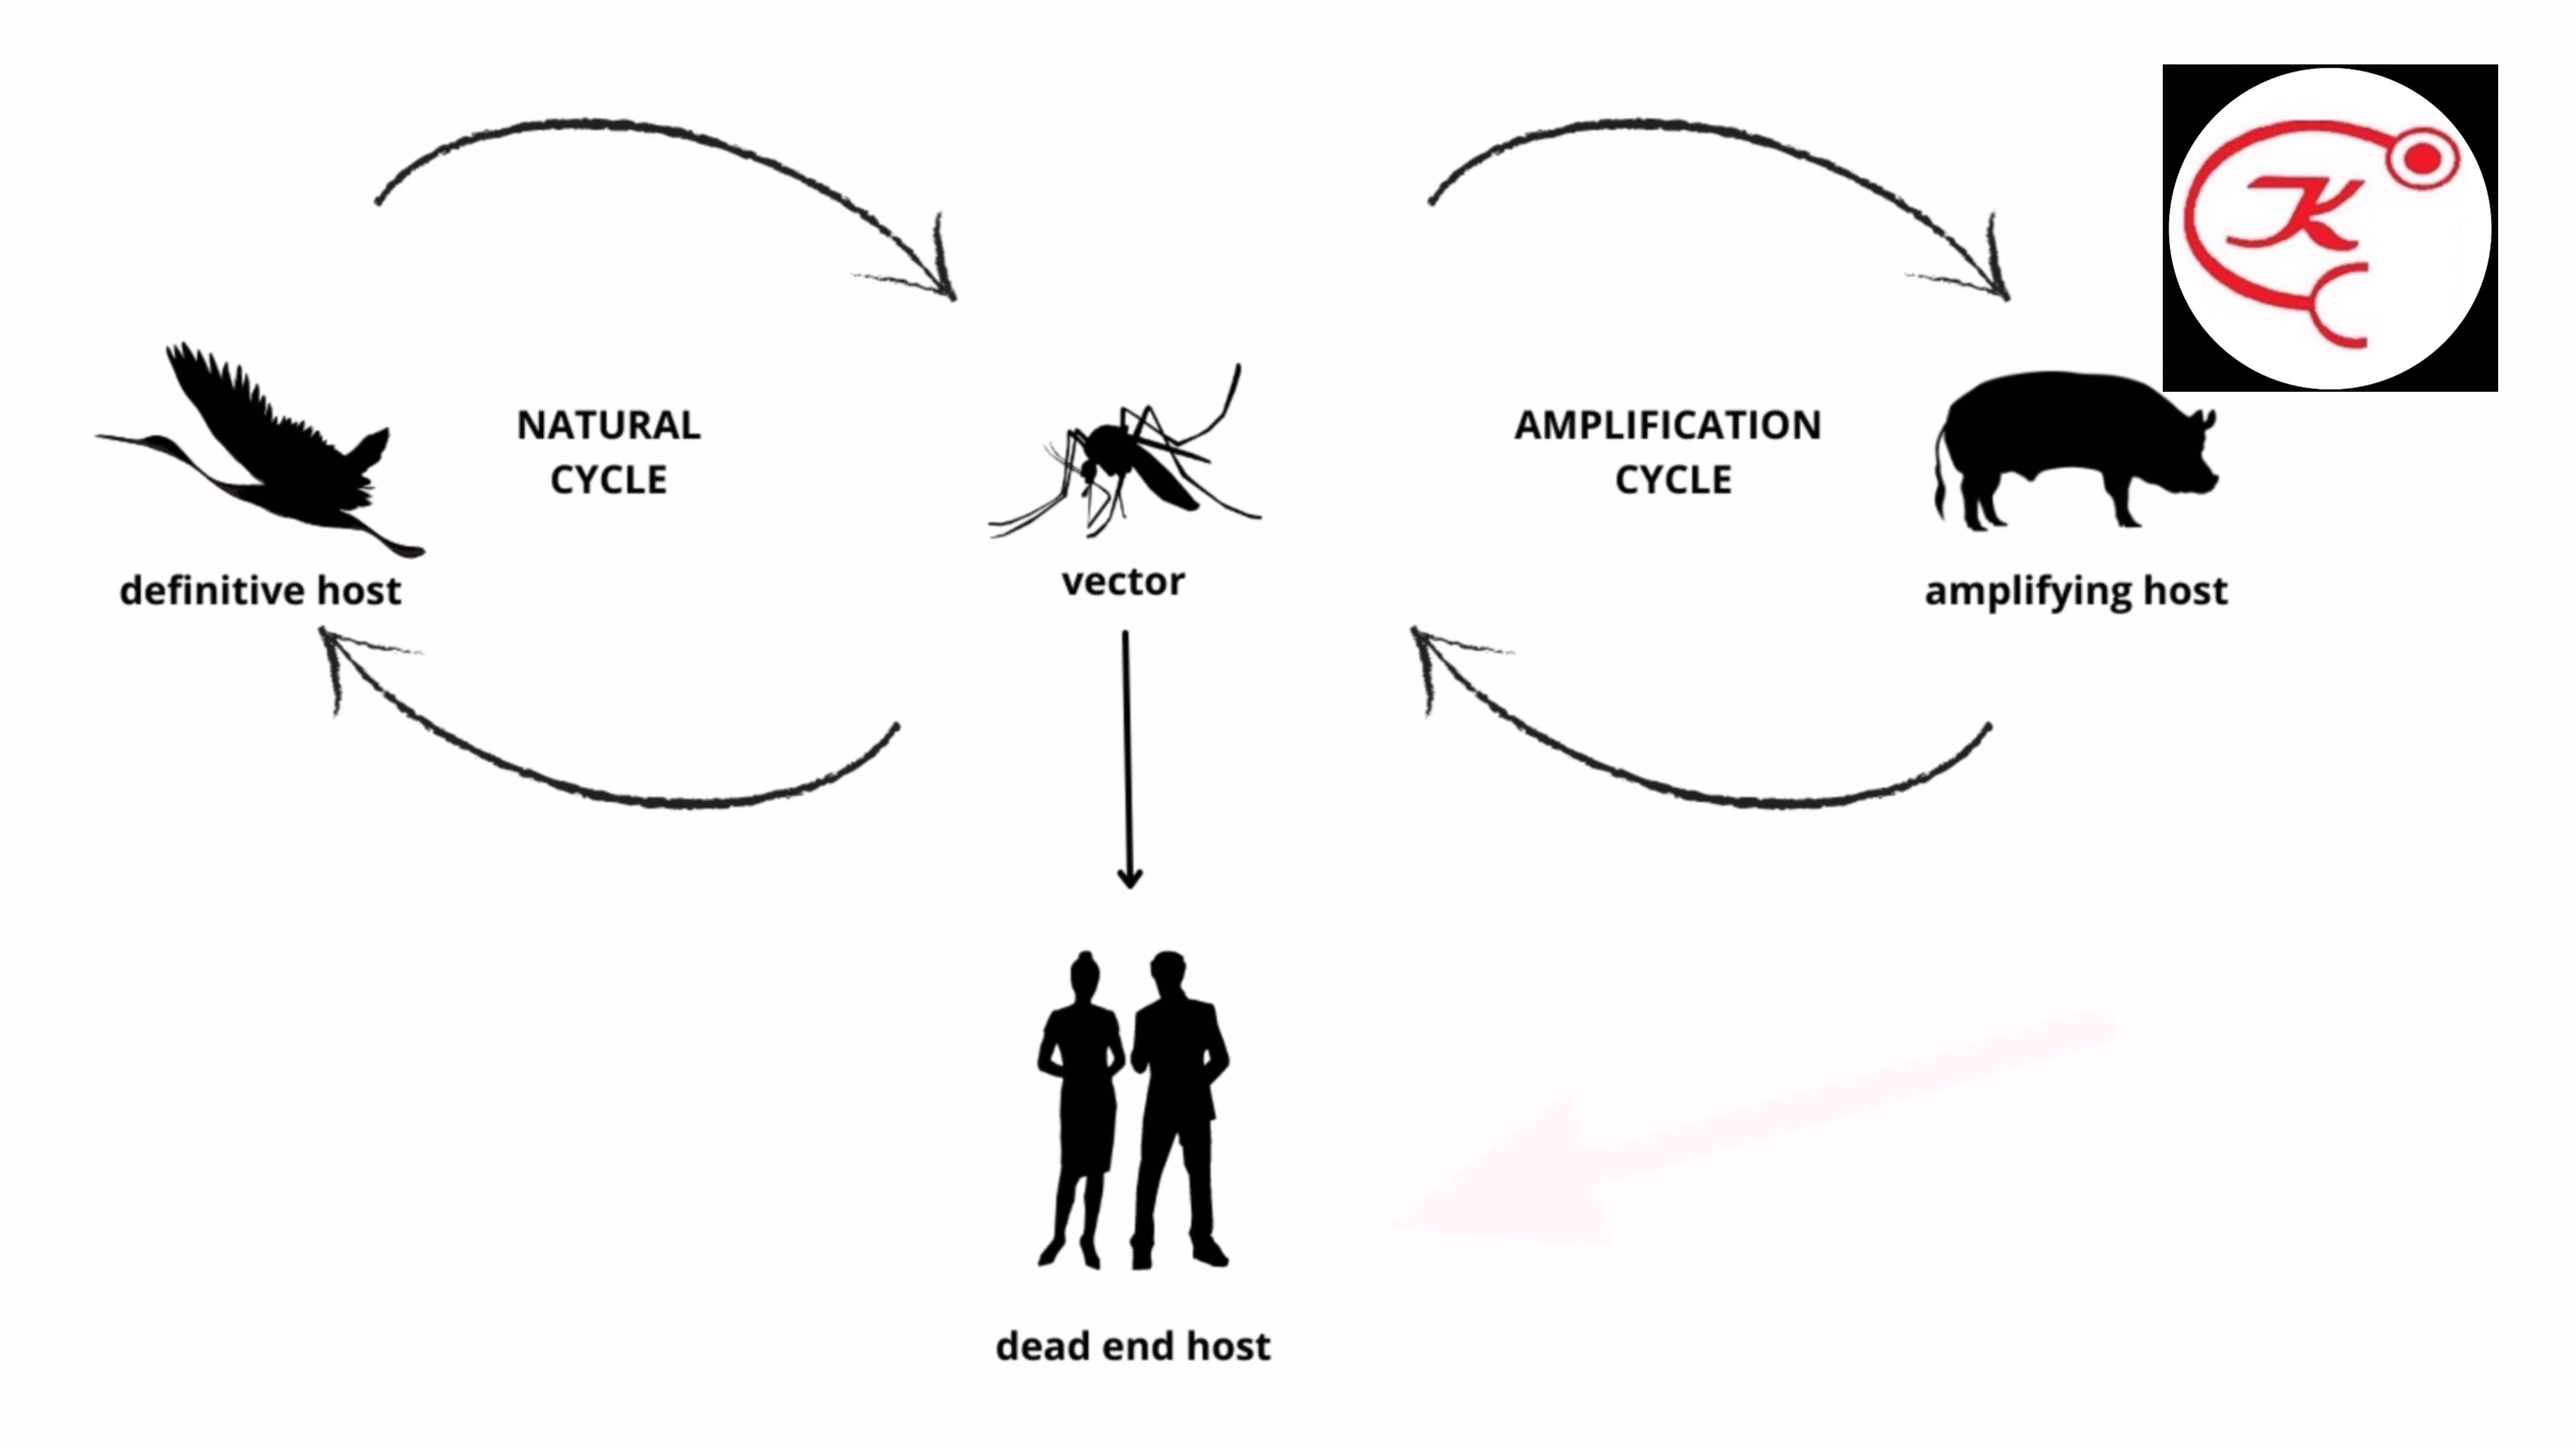 K
NATURAL
CYCLE
AMPLIFICATION
CYCLE
definitive host
vector
amplifying host
dead end host